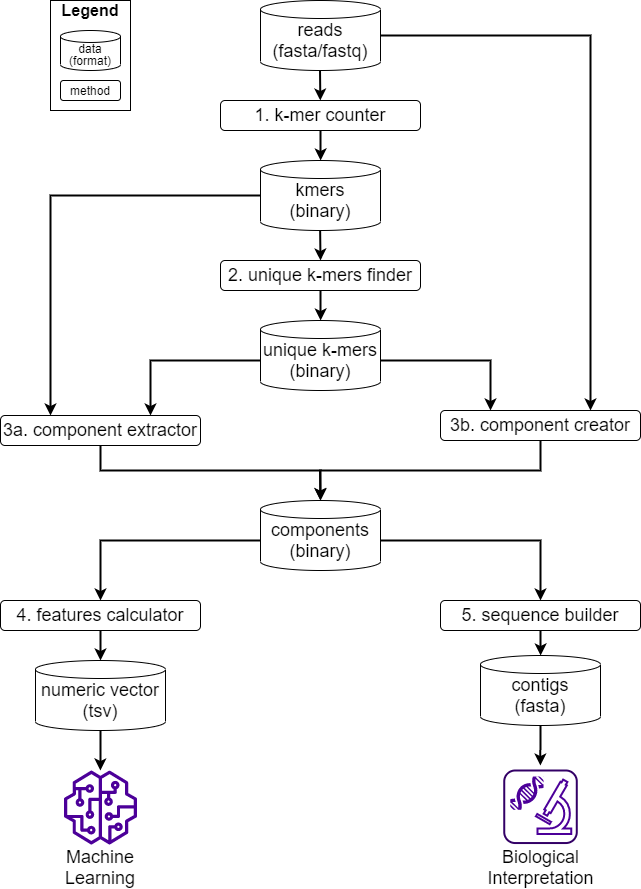 Legend
data
(format)
method
reads
(fasta/fastq)
1. k-mer counter
kmers
(binary)
2. unique k-mers finder
unique k-mers
(binary)
3a. component extractor
3b. component creator
components
(binary)
4. features calculator
5. sequence builder
numeric vector
(tsv)
contigs
(fasta)
Machine
Learning
Biological
Interpretation